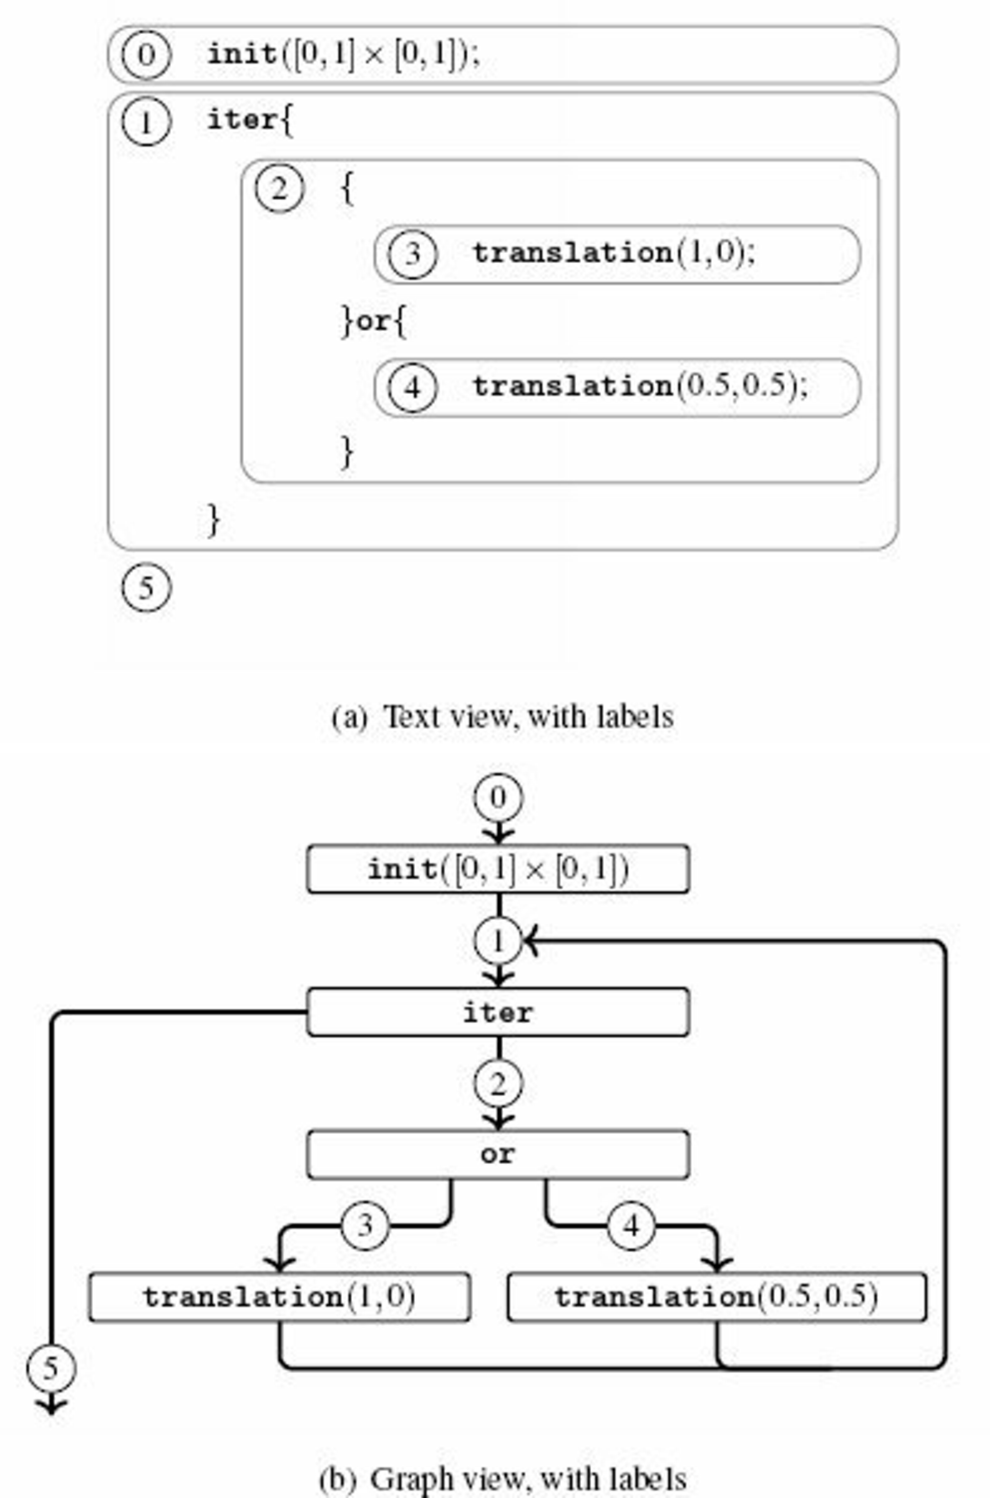 0 init([0,1] × [0,1]);
1 iter{
2 {
3 translation(1,0);
}or{
4 translation(0.5,0.5);
}
}
5
(a) Text view, with labels
0
init([0,1] × [0,1])
1
iter
2
or
3 4
translation(1,0) translation(0.5,0.5)
5
(b) Graph view, with labels